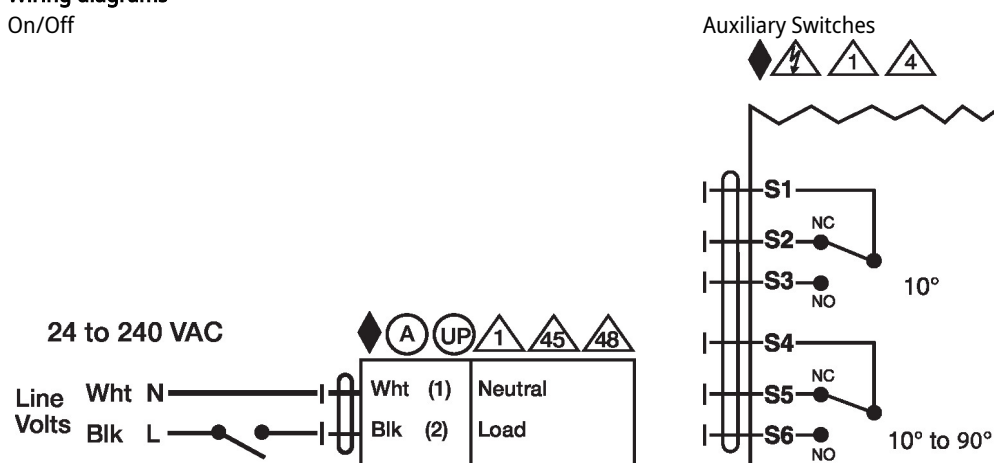 Wiring diagrams
On/Off
Auxiliary Switches
1 4
S1
NC
S2
S3
NO
10°
S4
NC
S5
S6
NO
10° to 90°
24 to 240 VAC
A UP 1 45 48
Line Volts
Wht N
Blk L
Wht (1) Neutral
Blk (2) Load